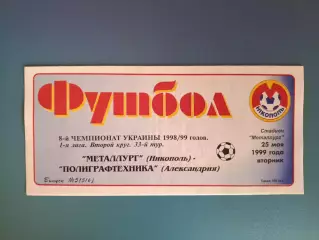 Футбол
НИКОПОЛЬ
8-й ЧЕМПИОНАТ УКРАИНЫ 1998/99 годов.
1-я лига. Второй круг. 33-й тур.
"МЕТАЛЛУРГ" (Никополь) -
"ПОЛИГРАФТЕХНИКА" (Александрия)
Стадион
"Металлург"
25 мая
1999 года
вторник